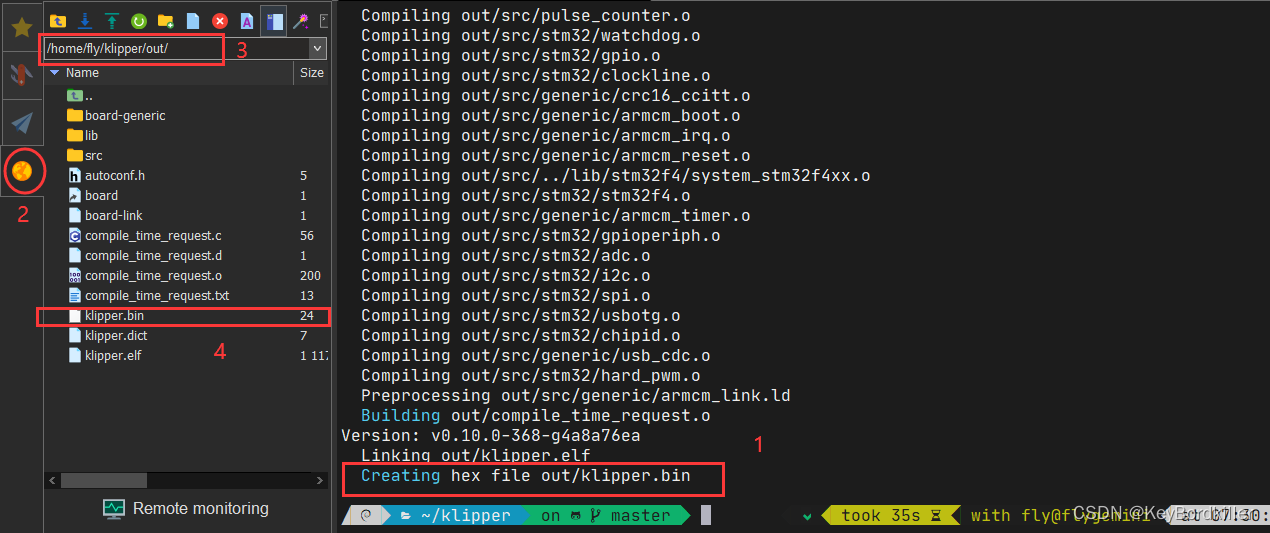 /home/fly/klipper/out/
3
Name Size
..
board-generic
lib
src
autoconf.h 5
board 1
board-link 1
compile_time_request.c 56
compile_time_request.d 1
compile_time_request.o 200
compile_time_request.txt 13
klipper.bin 24
klipper.dict 7
klipper.elf 1 117
2
4
Remote monitoring
Compiling out/src/pulse_counter.o
Compiling out/src/stm32/watchdog.o
Compiling out/src/stm32/gpio.o
Compiling out/src/stm32/clockline.o
Compiling out/src/generic/crc16_ccitt.o
Compiling out/src/generic/armcm_boot.o
Compiling out/src/generic/armcm_irq.o
Compiling out/src/generic/armcm_reset.o
Compiling out/src/../lib/stm32f4/system_stm32f4xx.o
Compiling out/src/stm32/stm32f4.o
Compiling out/src/generic/armcm_timer.o
Compiling out/src/stm32/gpioperiph.o
Compiling out/src/stm32/adc.o
Compiling out/src/stm32/i2c.o
Compiling out/src/stm32/spi.o
Compiling out/src/stm32/usbotg.o
Compiling out/src/stm32/chipid.o
Compiling out/src/generic/usb_cdc.o
Compiling out/src/stm32/hard_pwm.o
Preprocessing out/src/generic/armcm_link.ld
Building out/compile_time_request.o
Version: v0.10.0-368-g4a8a76ea
1
Linking out/klipper.elf
Creating hex file out/klipper.bin
~/klipper on master took 35s with fly@flygemini at 07:30:
CSDN